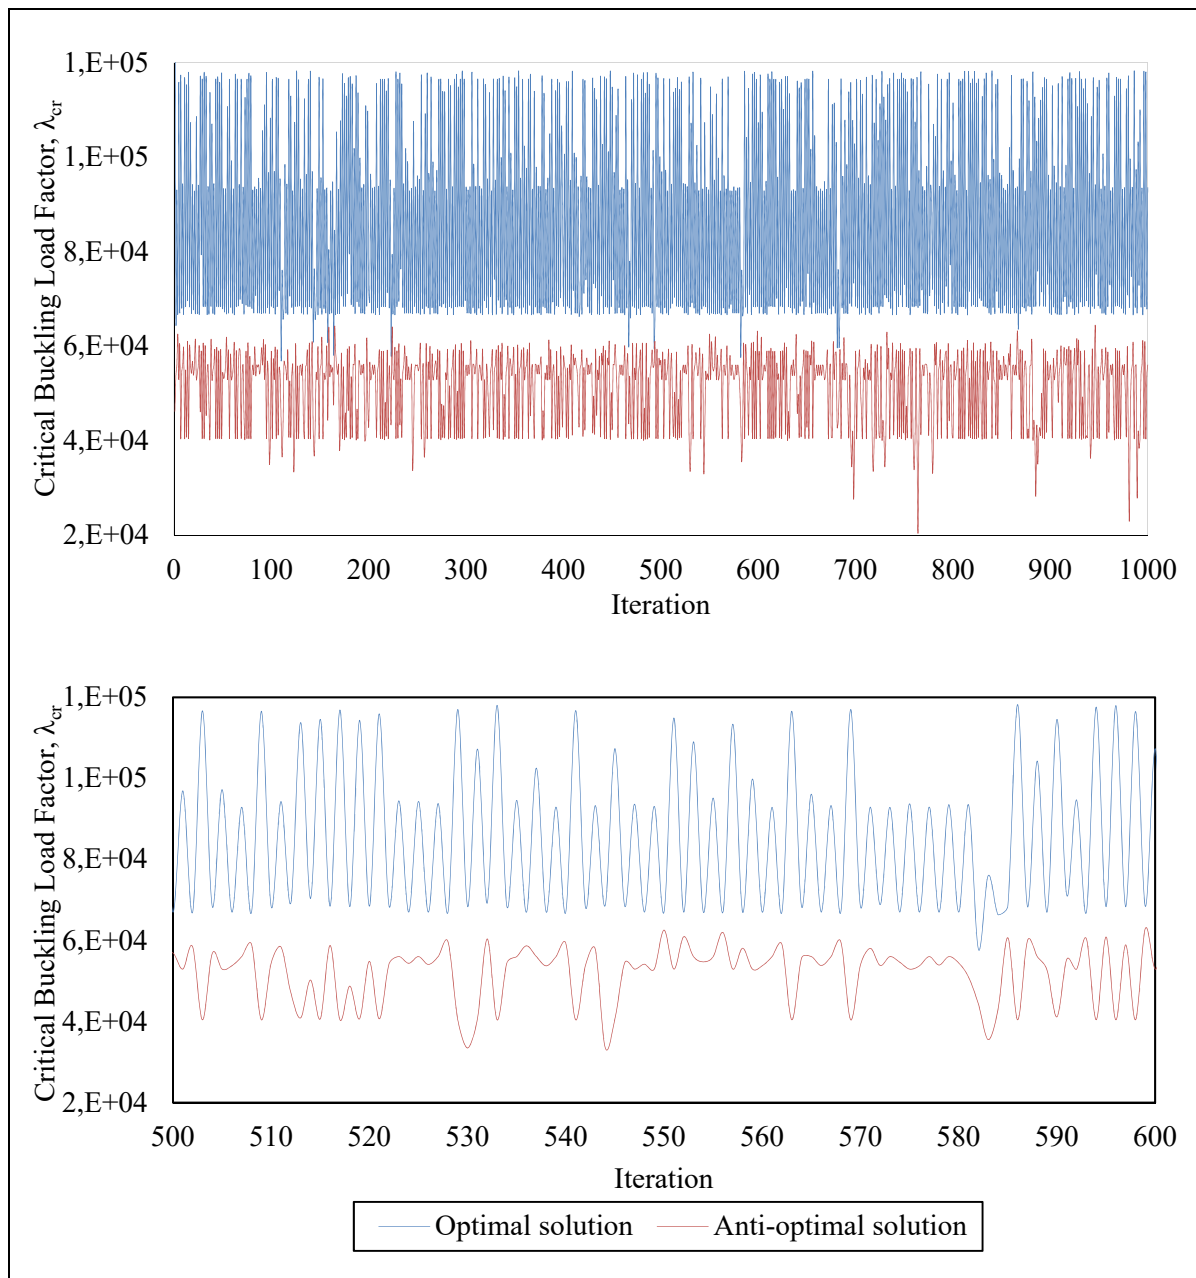 Critical Buckling Load Factor, λcr
1,E+05
1,E+05
8,E+04
6,E+04
4,E+04
2,E+04
0 100 200 300 400 500 600 700 800 900 1000
Iteration
Critical Buckling Load Factor, λcr
1,E+05
1,E+05
8,E+04
6,E+04
4,E+04
2,E+04
500 510 520 530 540 550 560 570 580 590 600
Iteration
Optimal solution Anti-optimal solution